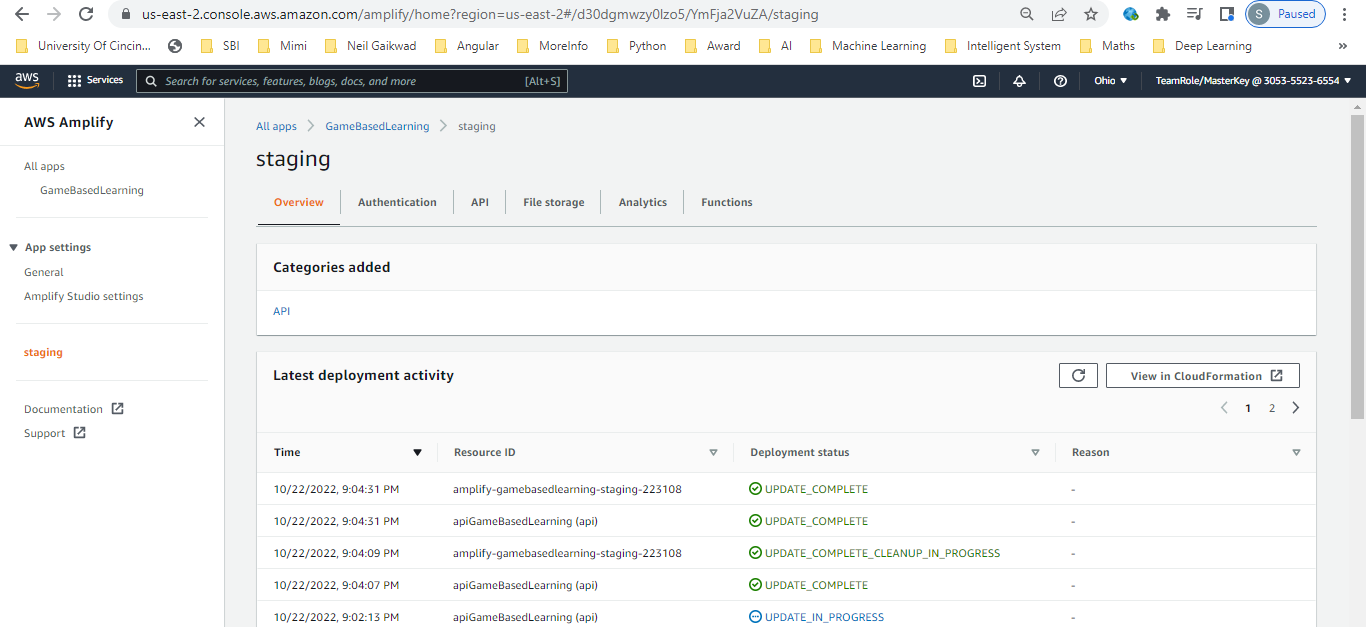 us-east-2.console.aws.amazon.com/amplify/home?region=us-east-2#/d30dgmwzy0lzo5/YmFja2VuZA/staging
S Paused
University Of Cincin... SBI Mimi Neil Gaikwad Angular MoreInfo Python Award AI Machine Learning Intelligent System Maths Deep Learning »
aws Services Search for services, features, blogs, docs, and more [Alt+S] Ohio TeamRole/MasterKey @ 3053-5523-6554
AWS Amplify
All apps
GameBasedLearning
App settings
General
Amplify Studio settings
staging
Documentation
Support
All apps GameBasedLearning staging
staging
Overview Authentication API File storage Analytics Functions
Categories added
API
Latest deployment activity
View in CloudFormation
1 2
Time Resource ID Deployment status Reason
10/22/2022, 9:04:31 PM amplify-gamebasedlearning-staging-223108 UPDATE_COMPLETE -
10/22/2022, 9:04:31 PM apiGameBasedLearning (api) UPDATE_COMPLETE -
10/22/2022, 9:04:09 PM amplify-gamebasedlearning-staging-223108 UPDATE_COMPLETE_CLEANUP_IN_PROGRESS -
10/22/2022, 9:04:07 PM apiGameBasedLearning (api) UPDATE_COMPLETE -
10/22/2022, 9:02:13 PM apiGameBasedLearning (api) UPDATE_IN_PROGRESS -